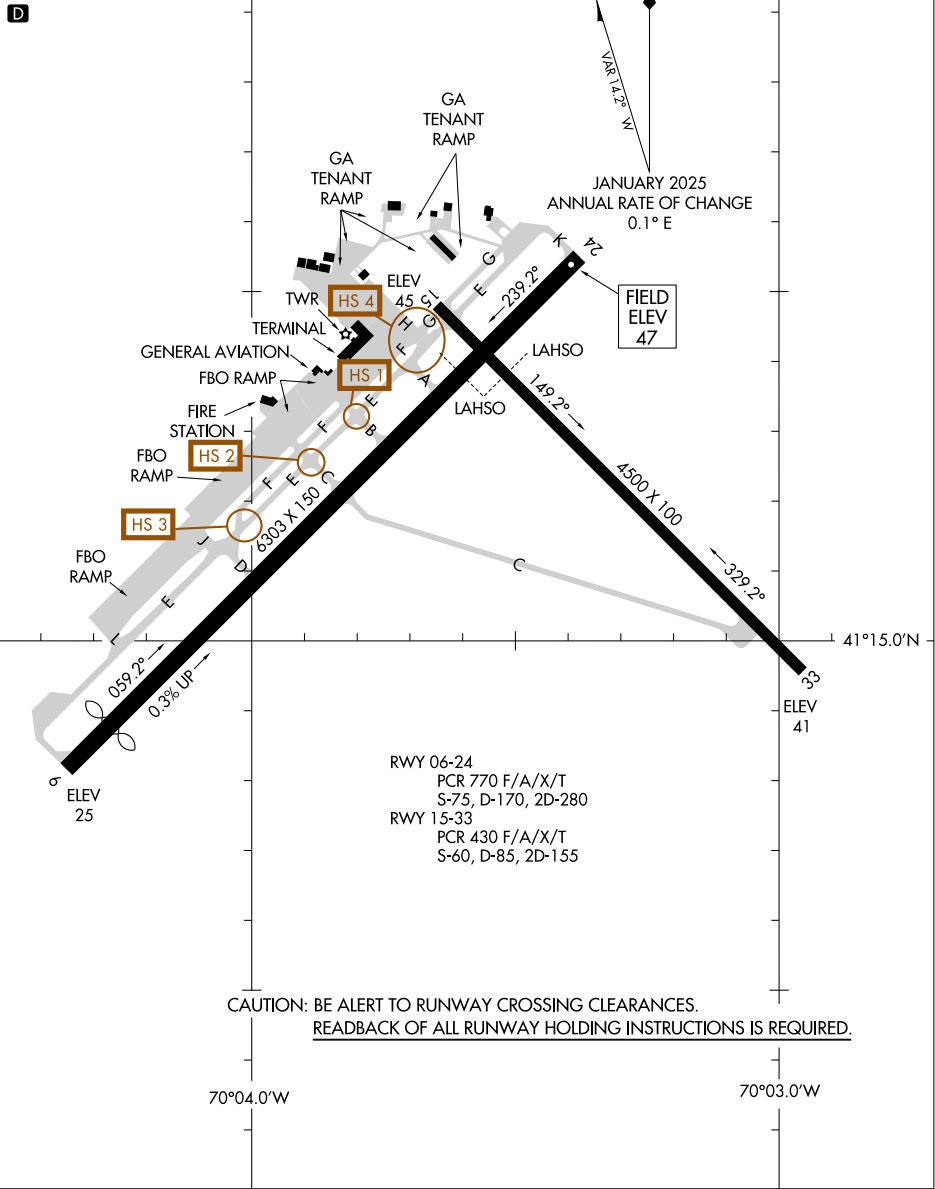 D
VAR 14.2° W
JANUARY 2025
ANNUAL RATE OF CHANGE
0.1° E
GA
TENANT
RAMP
GA
TENANT
RAMP
24
K
G
E
239.2°
FIELD
ELEV
47
ELEV
45
15
HS 4
TWR
H
G
F
TERMINAL
GENERAL AVIATION
LAHSO
A
HS 1
FBO RAMP
149.2°
LAHSO
E
FIRE
STATION
F
B
HS 2
FBO
RAMP
F
E
C
4500 X 100
6303 X 150
HS 3
J
D
C
FBO
RAMP
329.2°
E
L
41°15.0'N
059.2°
0.3% UP
33
ELEV
41
6
ELEV
25
RWY 06-24
PCR 770 F/A/X/T
S-75, D-170, 2D-280
RWY 15-33
PCR 430 F/A/X/T
S-60, D-85, 2D-155
CAUTION: BE ALERT TO RUNWAY CROSSING CLEARANCES.
READBACK OF ALL RUNWAY HOLDING INSTRUCTIONS IS REQUIRED.
70°04.0'W
70°03.0'W